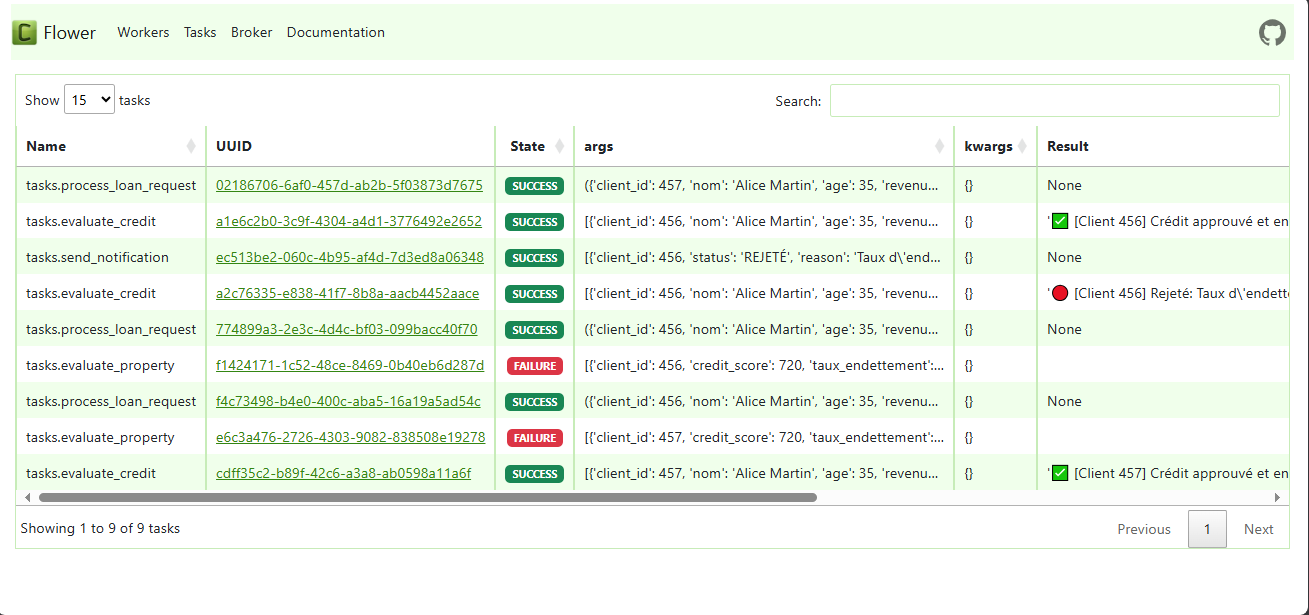 Flower Workers Tasks Broker Documentation
Show 15 tasks Search:
Name UUID State args kwargs Result
tasks.process_loan_request 02186706-6af0-457d-ab2b-5f03873d7675 SUCCESS ({'client_id': 457, 'nom': 'Alice Martin', 'age': 35, 'revenu... {} None
tasks.evaluate_credit a1e6c2b0-3c9f-4304-a4d1-3776492e2652 SUCCESS [{'client_id': 456, 'nom': 'Alice Martin', 'age': 35, 'revenu... {} '✅ [Client 456] Crédit approuvé et en
tasks.send_notification ec513be2-060c-4b95-af4d-7d3ed8a06348 SUCCESS [{'client_id': 456, 'status': 'REJETÉ', 'reason': 'Taux d\'end... {} None
tasks.evaluate_credit a2c76335-e838-41f7-8b8a-aacb4452aace SUCCESS [{'client_id': 456, 'nom': 'Alice Martin', 'age': 35, 'revenu... {} '🔴 [Client 456] Rejeté: Taux d\'endette
tasks.process_loan_request 774899a3-2e3c-4d4c-bf03-099bacc40f70 SUCCESS ({'client_id': 456, 'nom': 'Alice Martin', 'age': 35, 'revenu... {} None
tasks.evaluate_property f1424171-1c52-48ce-8469-0b40eb6d287d FAILURE [{'client_id': 456, 'credit_score': 720, 'taux_endettement':... {}
tasks.process_loan_request f4c73498-b4e0-400c-aba5-16a19a5ad54c SUCCESS ({'client_id': 456, 'nom': 'Alice Martin', 'age': 35, 'revenu... {} None
tasks.evaluate_property e6c3a476-2726-4303-9082-838508e19278 FAILURE [{'client_id': 457, 'credit_score': 720, 'taux_endettement':... {}
tasks.evaluate_credit cdff35c2-b89f-42c6-a3a8-ab0598a11a6f SUCCESS [{'client_id': 457, 'nom': 'Alice Martin', 'age': 35, 'revenu... {} '✅ [Client 457] Crédit approuvé et en
Showing 1 to 9 of 9 tasks Previous 1 Next